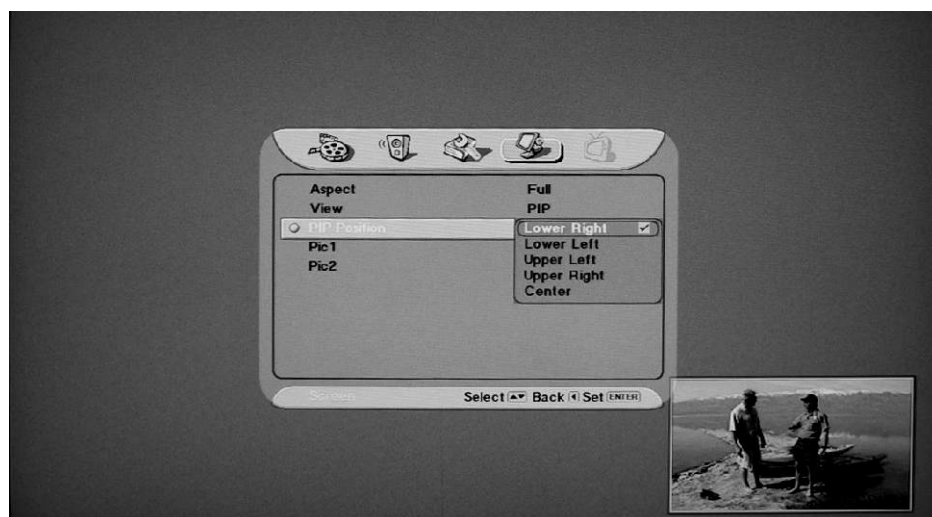 Aspect Full
View PIP
PIP Position Lower Right
Lower Left
Pic1
Upper Left
Pic2
Upper Right
Center
Screen Select Back Set ENTER